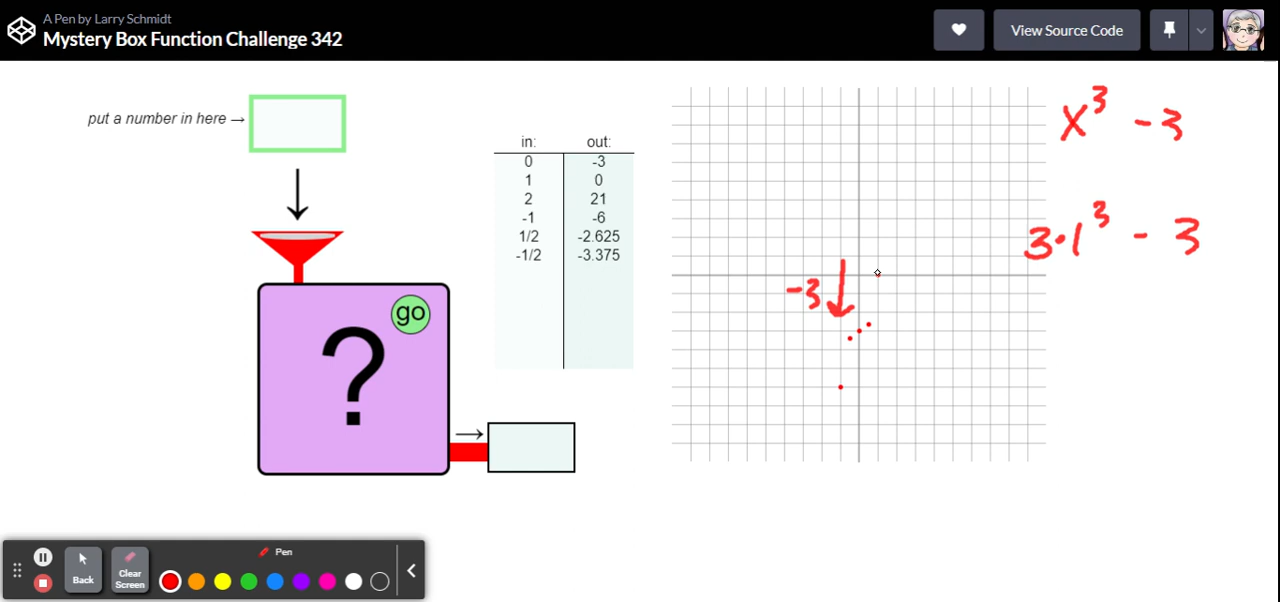 A Pen by Larry Schmidt
Mystery Box Function Challenge 342
View Source Code
put a number in here →
x³ - 3
in: out:
0 -3
1 0
2 21
-1 -6
1/2 -2.625
-1/2 -3.375
3·1³ - 3
-3
go
?
→
Back
Clear
Screen
Pen